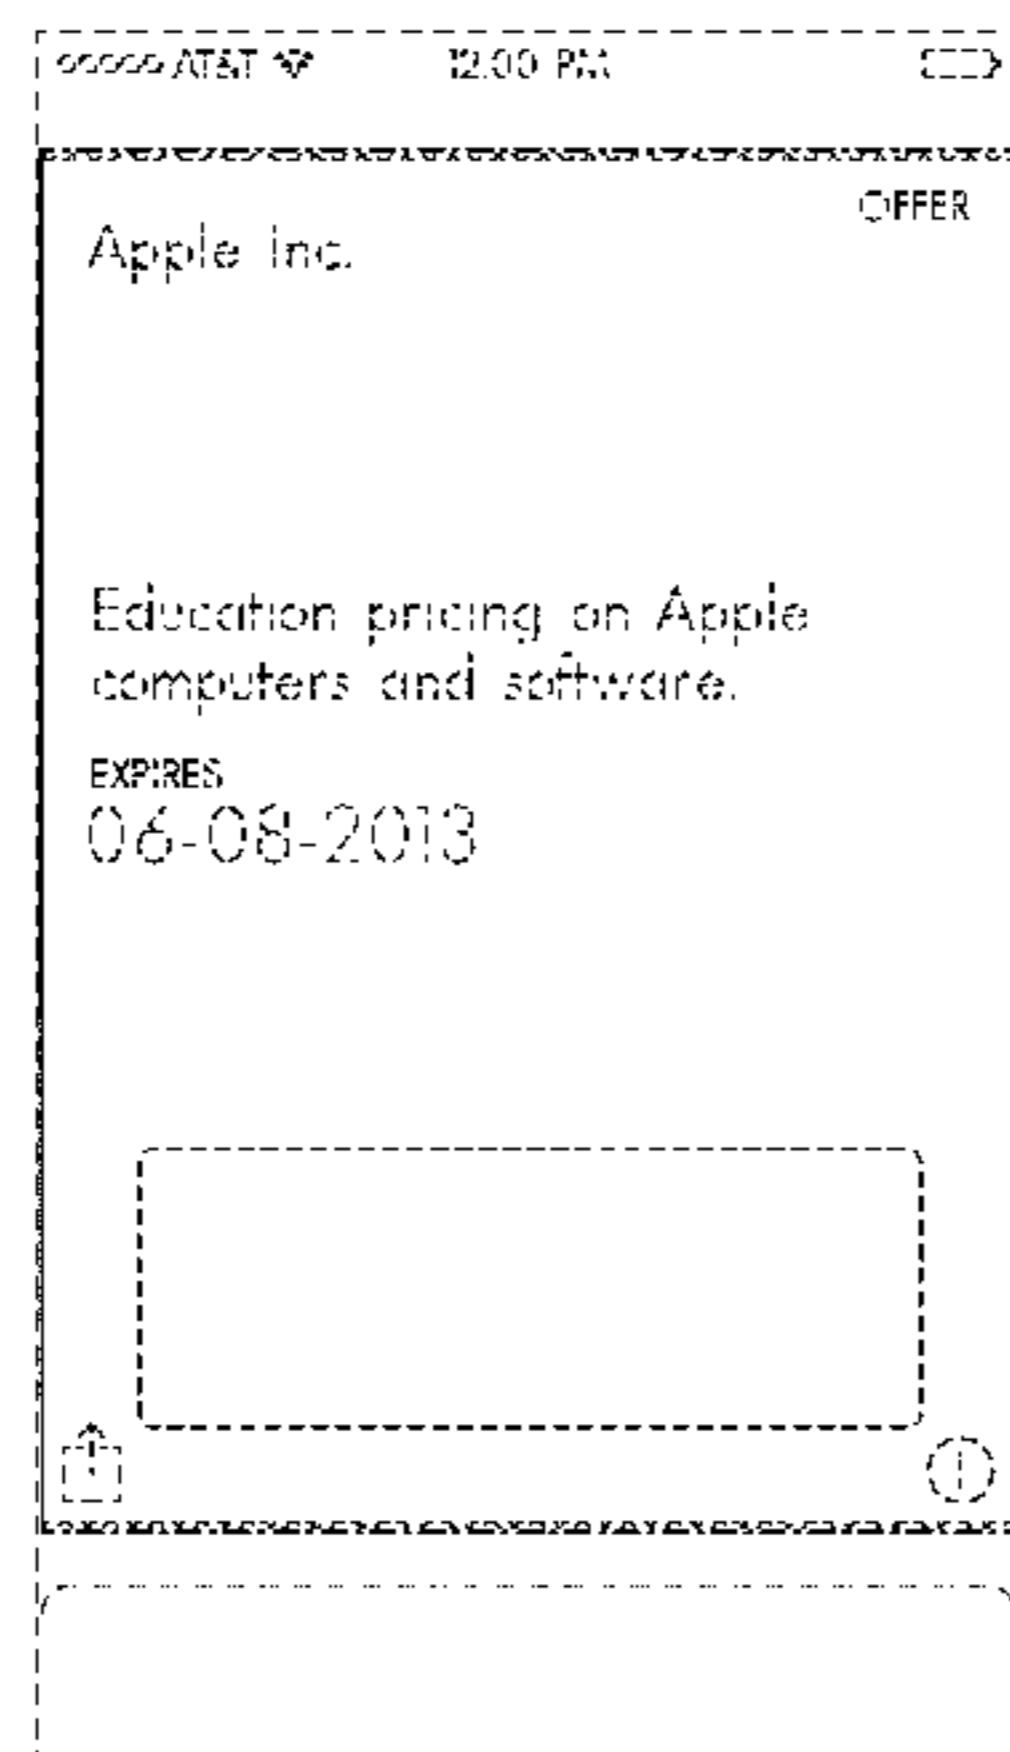 AT&T 12:00 PM
OFFER
Apple Inc.
Education pricing on Apple
computers and software.
EXPIRES
06-08-2013